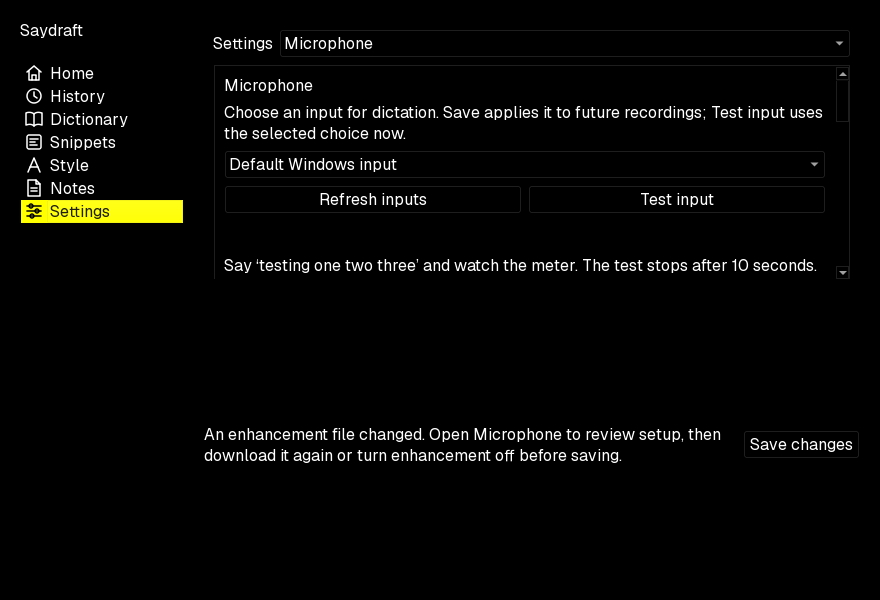 Saydraft
Home
History
Dictionary
Snippets
Style
Notes
Settings
Settings Microphone
Microphone
Choose an input for dictation. Save applies it to future recordings; Test input uses
the selected choice now.
Default Windows input
Refresh inputs Test input
Say ‘testing one two three’ and watch the meter. The test stops after 10 seconds.
An enhancement file changed. Open Microphone to review setup, then
download it again or turn enhancement off before saving.
Save changes